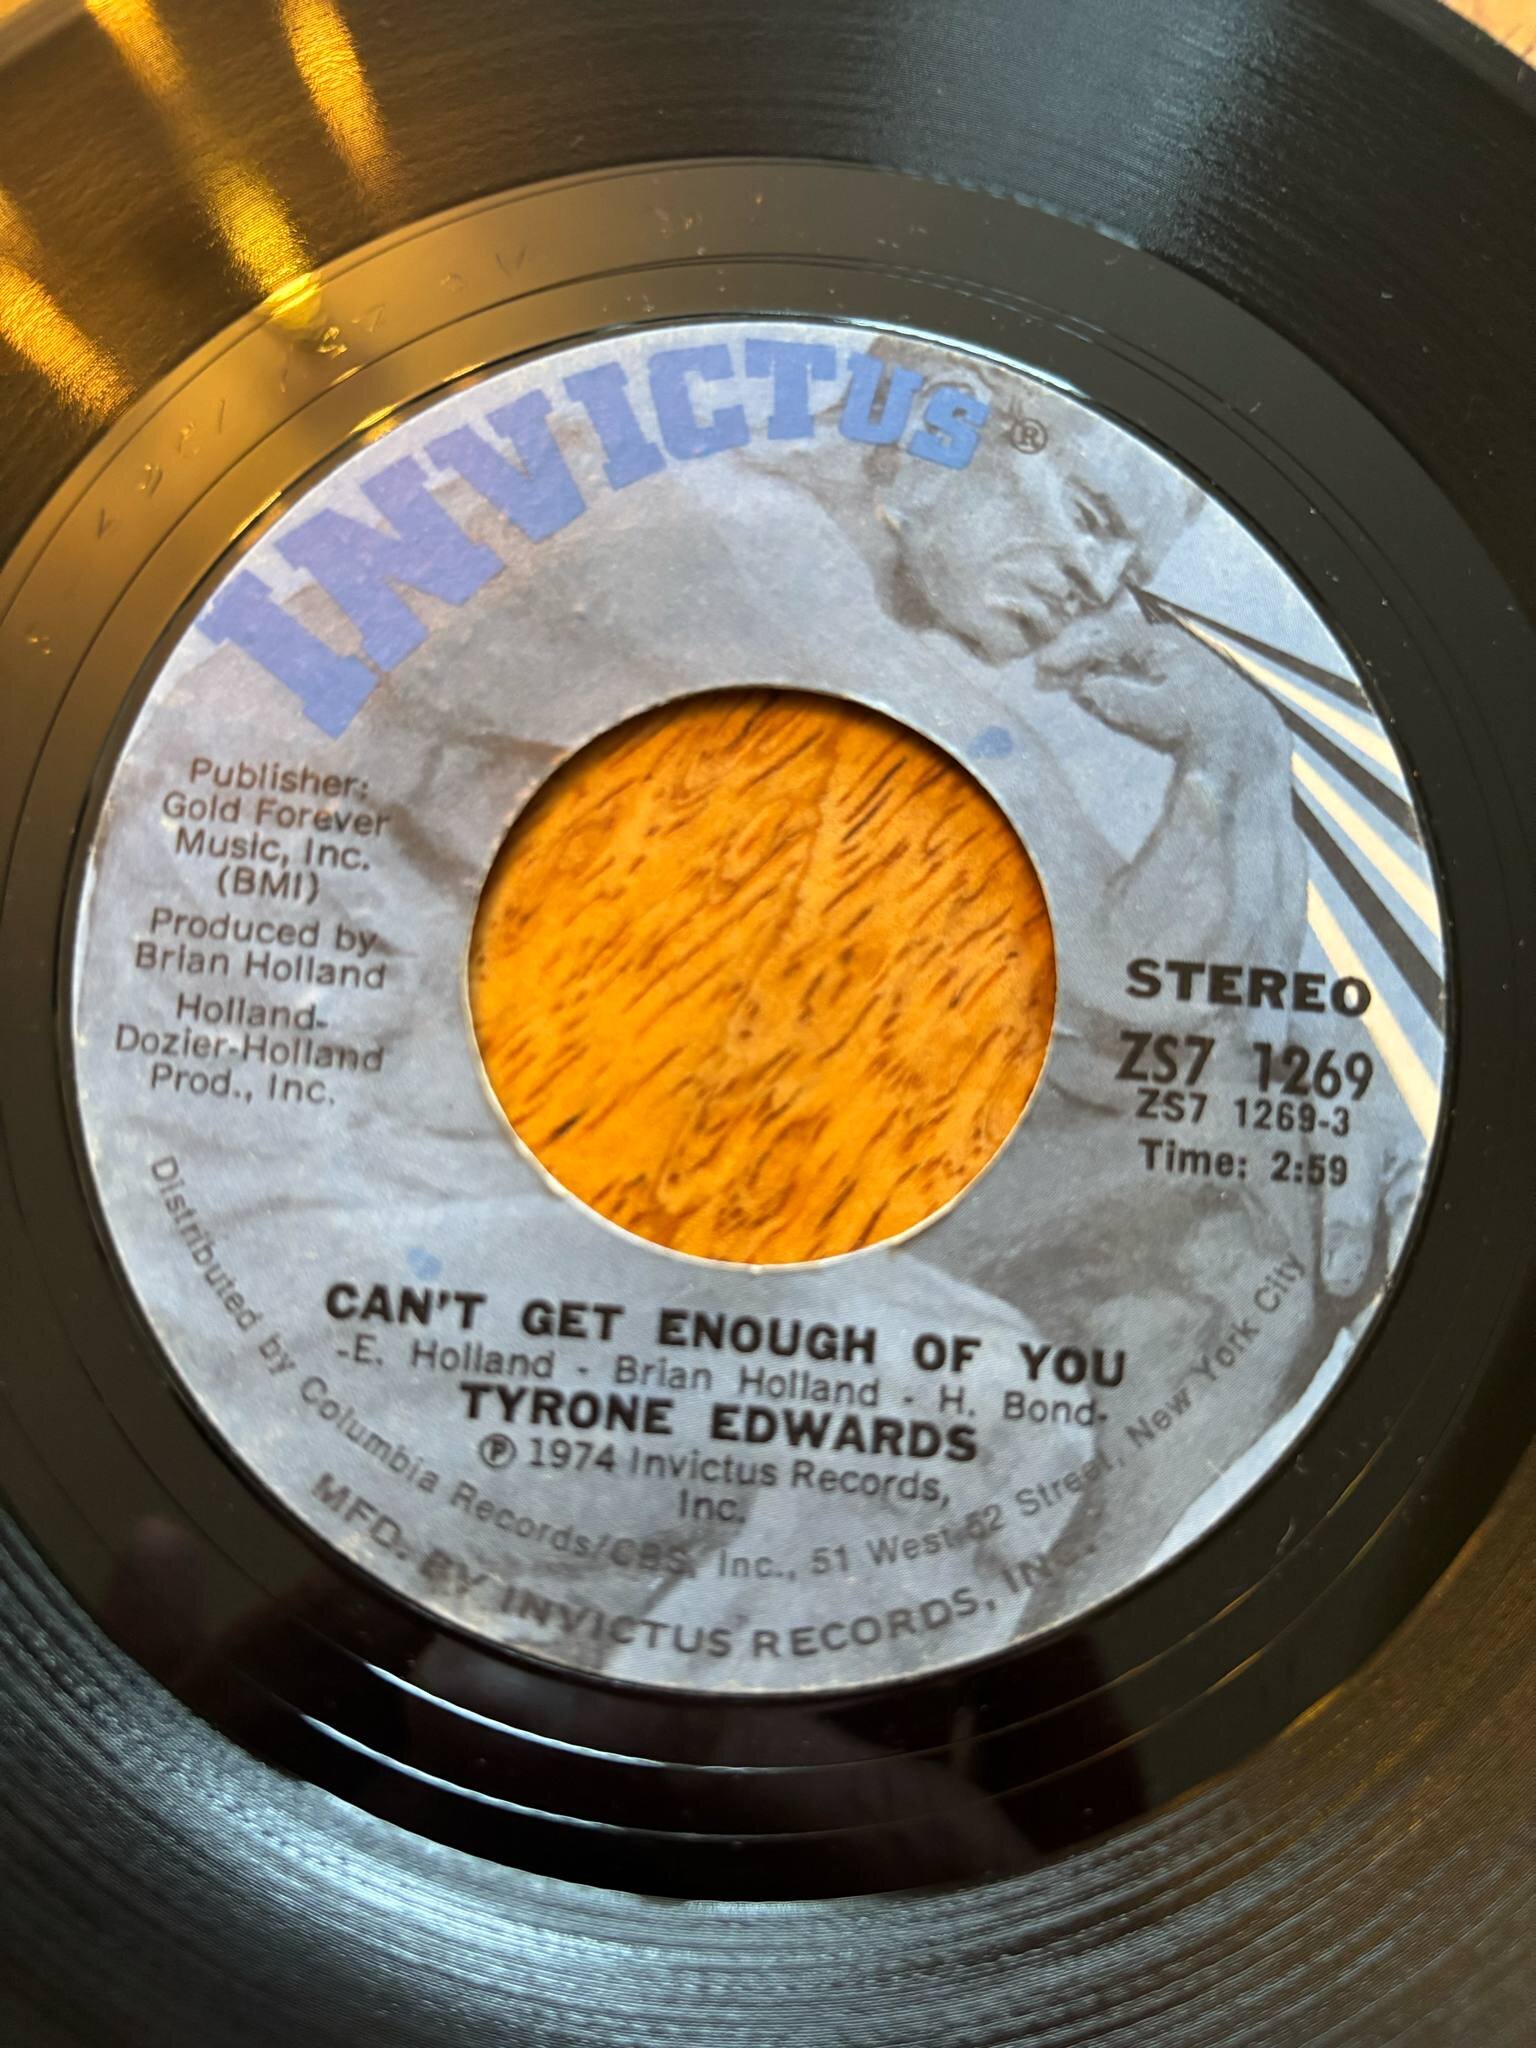 INVICTUS®
Publisher:
Gold Forever
Music, Inc.
(BMI)
Produced by
Brian Holland
Holland-
Dozier-Holland
Prod., Inc.
STEREO
ZS7 1269
ZS7 1269-3
Time: 2:59
CAN'T GET ENOUGH OF YOU
-E. Holland - Brian Holland - H. Bond-
TYRONE EDWARDS
℗ 1974 Invictus Records,
Inc.
Distributed by Columbia Records/CBS, Inc., 51 West 52 Street, New York City
MFD. BY INVICTUS RECORDS, INC.